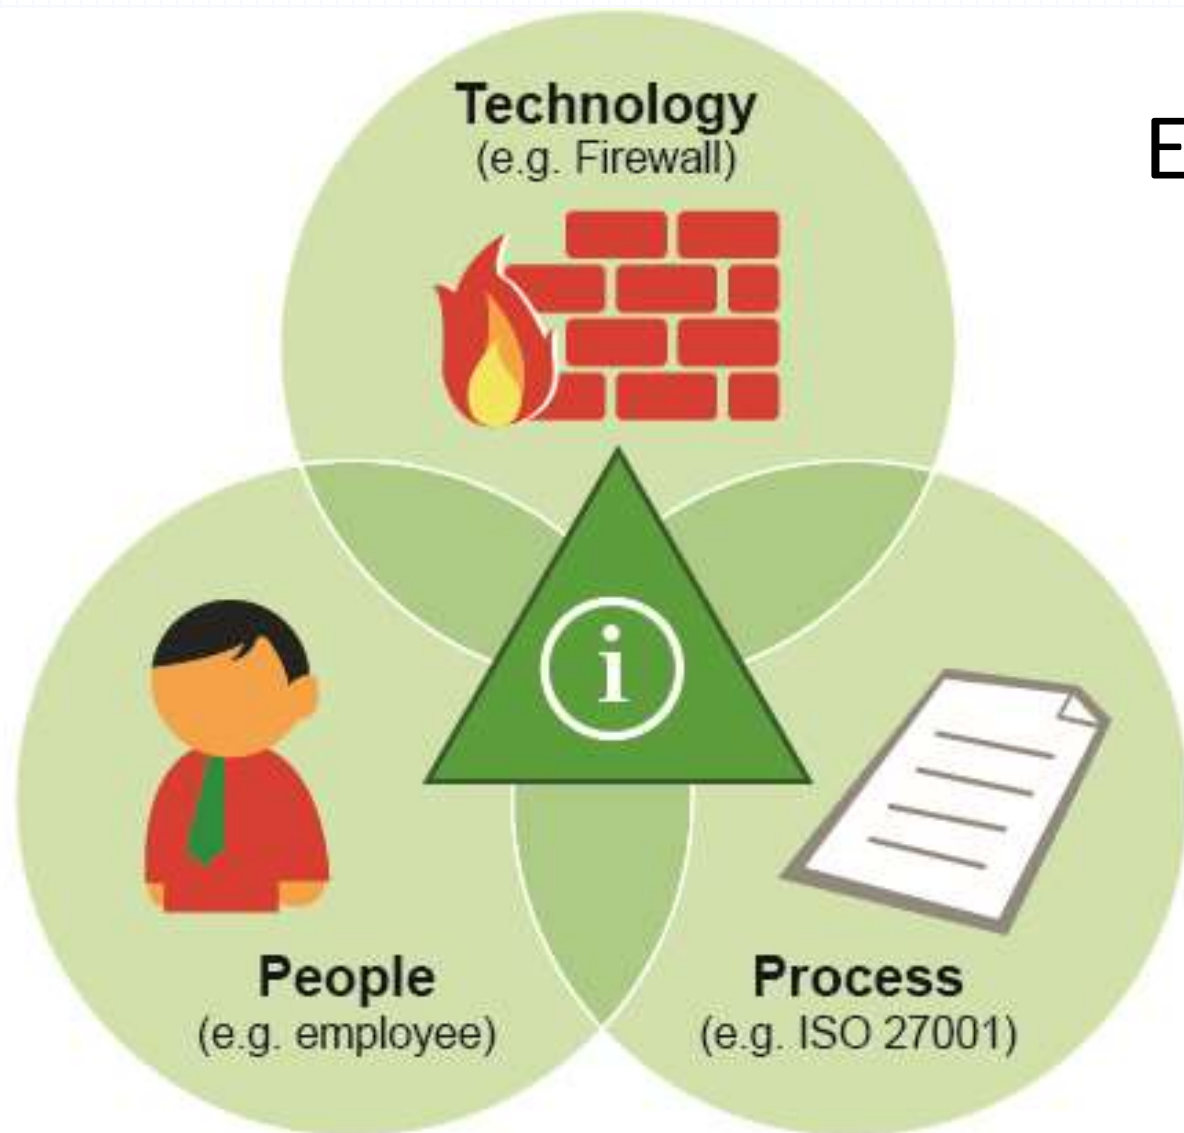 Technology
(e.g. Firewall)
E
i
People
(e.g. employee)
Process
(e.g. ISO 27001)